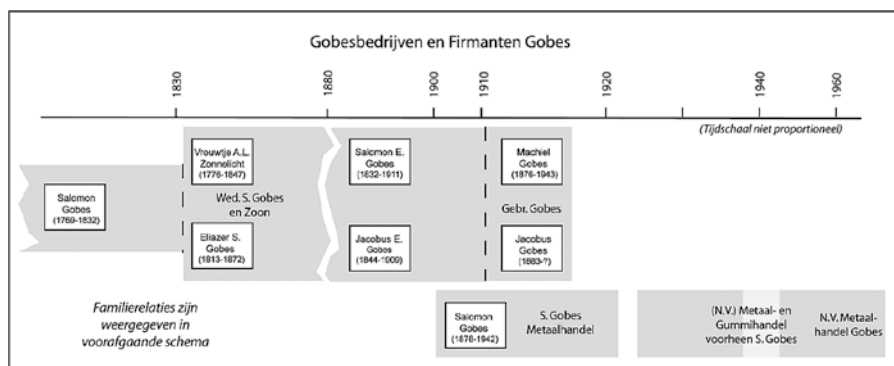 Gobesbedrijven en Firmanten Gobes
1830
1880
1900
1910
1920
1940
1960
(Tijdschaal niet proportioneel)
Vrouwtje A.L.
Zonnelicht
(1776-1847)
Salomon E.
Gobes
(1832-1911)
Machiel
Gobes
(1876-1943)
Salomon
Gobes
(1769-1832)
Wed. S. Gobes
en Zoon
Gebr. Gobes
Eliazer S.
Gobes
(1813-1872)
Jacobus E.
Gobes
(1844-1909)
Jacobus
Gobes
(1883-?)
Familierelaties zijn
weergegeven in
voorafgaande schema
Salomon
Gobes
(1878-1942)
S. Gobes
Metaalhandel
(N.V.) Metaal- en
Gummihandel
voorheen S. Gobes
N.V. Metaal-
handel Gobes